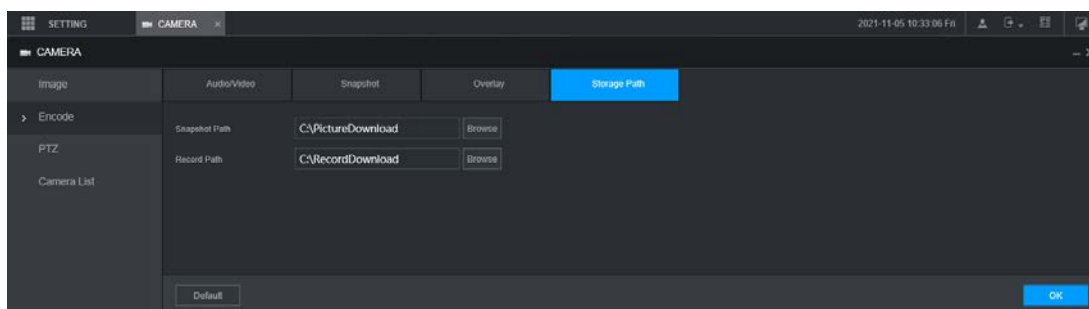 SETTING CAMERA × 2021-11-05 10:33:06 Fri
CAMERA
Image Audio/Video Snapshot Overlay Storage Path
Encode
Snapshot Path C:\PictureDownload Browse
PTZ
Record Path C:\RecordDownload Browse
Camera List
Default OK